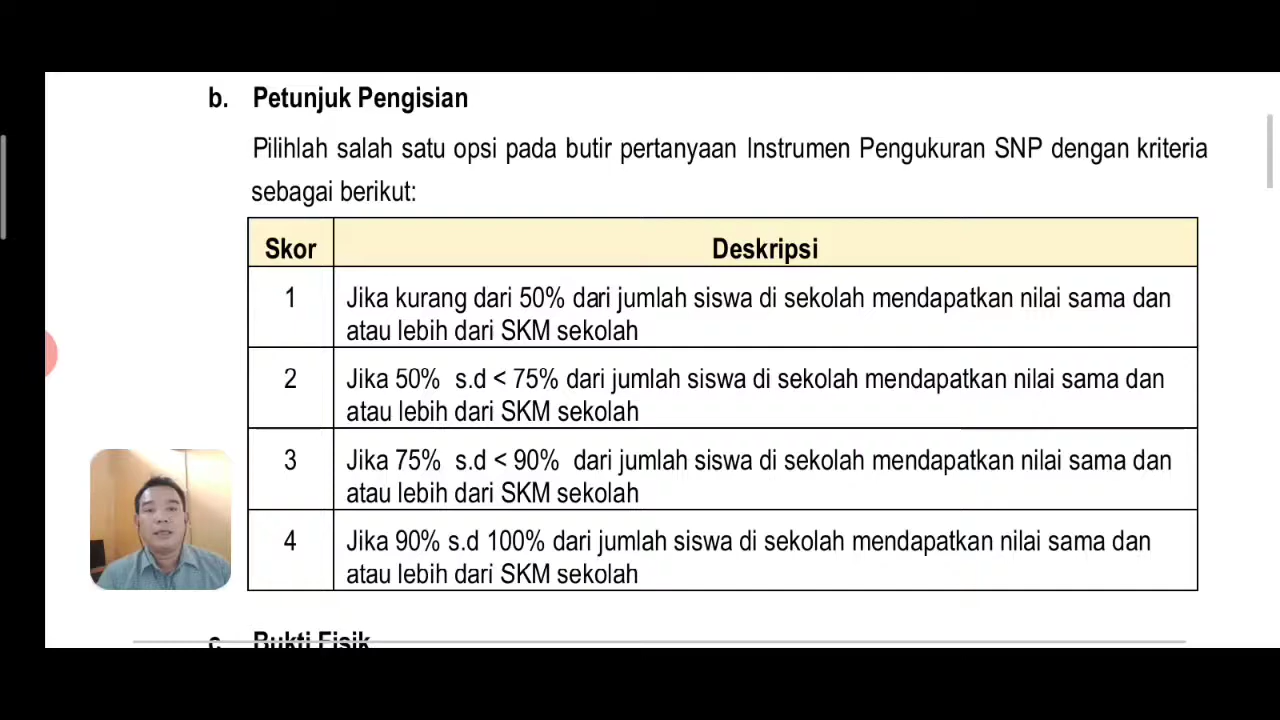 b. Petunjuk Pengisian
Pilihlah salah satu opsi pada butir pertanyaan Instrumen Pengukuran SNP dengan kriteria
sebagai berikut:
Skor Deskripsi
1 Jika kurang dari 50% dari jumlah siswa di sekolah mendapatkan nilai sama dan
atau lebih dari SKM sekolah
2 Jika 50% s.d < 75% dari jumlah siswa di sekolah mendapatkan nilai sama dan
atau lebih dari SKM sekolah
3 Jika 75% s.d < 90% dari jumlah siswa di sekolah mendapatkan nilai sama dan
atau lebih dari SKM sekolah
4 Jika 90% s.d 100% dari jumlah siswa di sekolah mendapatkan nilai sama dan
atau lebih dari SKM sekolah
c. Bukti Fisik